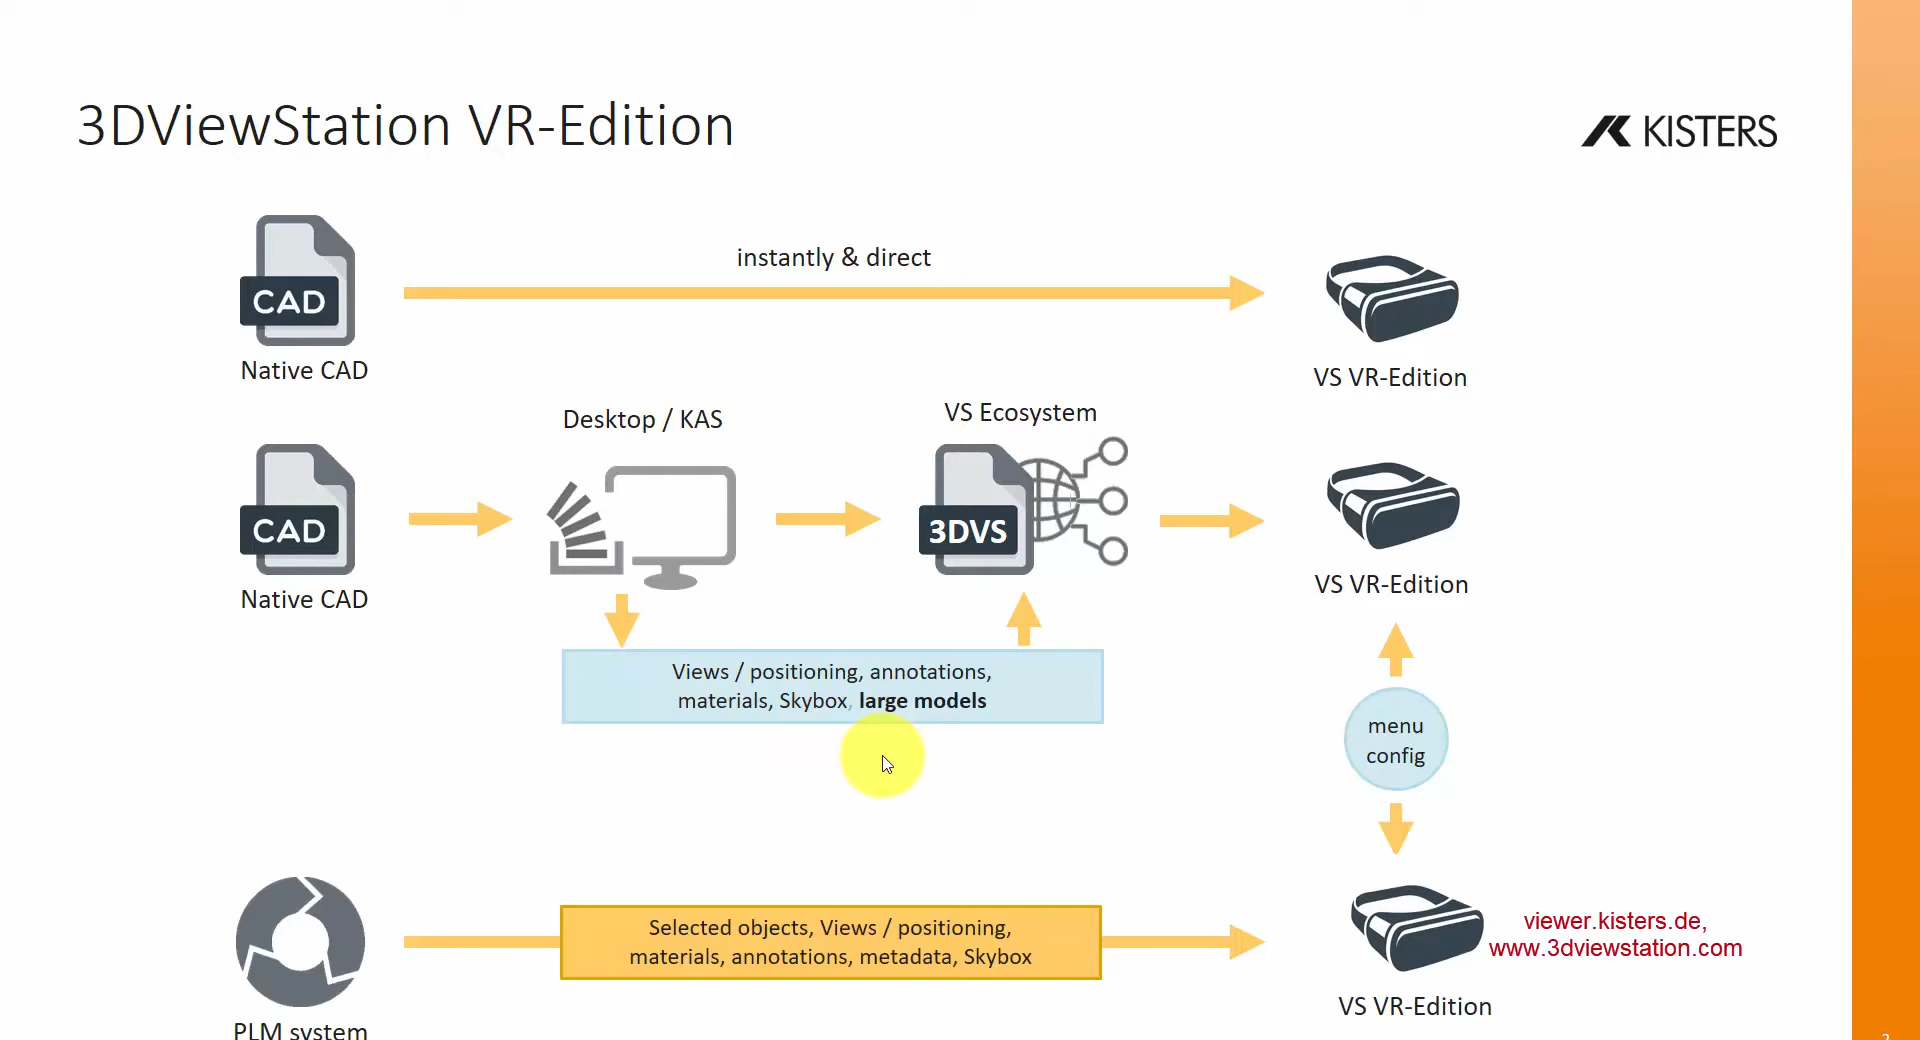 3DViewStation VR-Edition
KISTERS
instantly & direct
CAD
Native CAD
VS VR-Edition
Desktop / KAS
VS Ecosystem
CAD
3DVS
Native CAD
VS VR-Edition
Views / positioning, annotations,
materials, Skybox, large models
menu
config
Selected objects, Views / positioning,
materials, annotations, metadata, Skybox
viewer.kisters.de,
www.3dviewstation.com
VS VR-Edition
PLM system